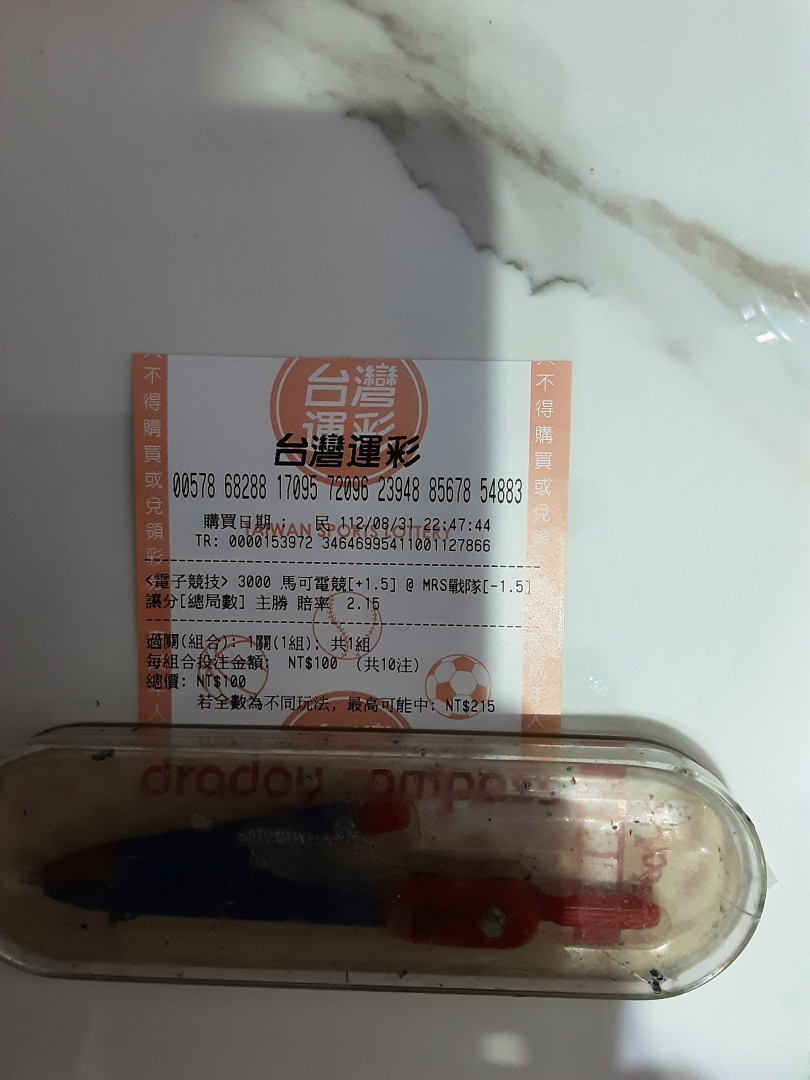 台灣
運彩
台灣運彩
00578 68288 17095 72096 23948 85678 54883
購買日期 : 民 112/08/31 22:47:44
TAIWAN SPORTS LOTTERY
TR: 0000153972 34646995411001127866
<電子競技> 3000 馬可電競[+1.5] @ MRS戰隊[-1.5]
讓分[總局數] 主勝 賠率 2.15
過關(組合): 1關(1組); 共1組
每組合投注金額: NT$100 (共10注)
總價: NT$100
若全數為不同玩法, 最高可能中: NT$215
不得購買或兌領彩
不得購買或兌領彩
人
人